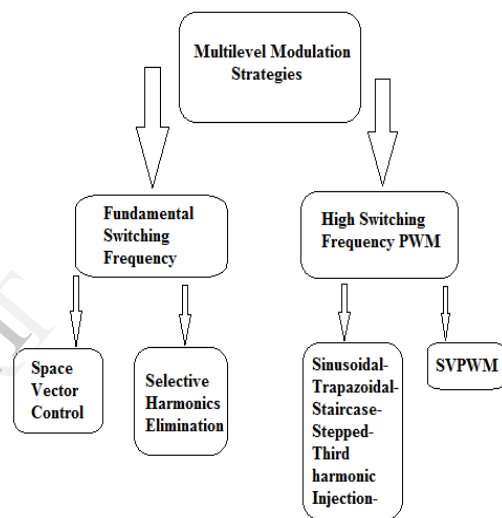 Multilevel Modulation
Strategies
Fundamental
Switching
Frequency
High Switching
Frequency PWM
Space
Vector
Control
Selective
Harmonics
Elimination
Sinusoidal-
Trapazoidal-
Staircase-
Stepped-
Third
harmonic
Injection-
SVPWM